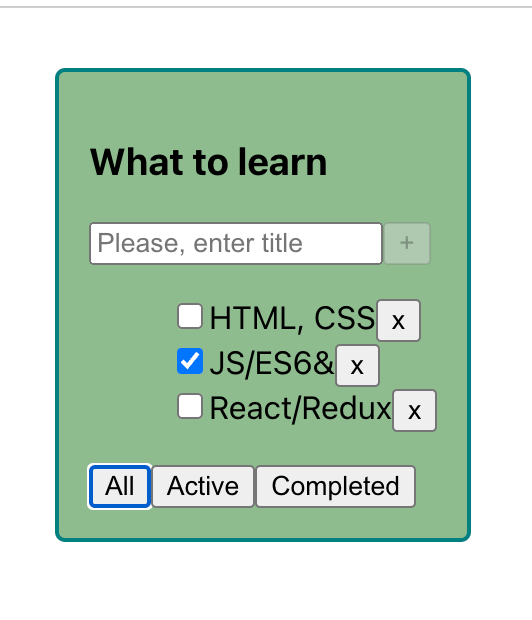 What to learn
Please, enter title +
HTML, CSS x
JS/ES6& x
React/Redux x
All Active Completed